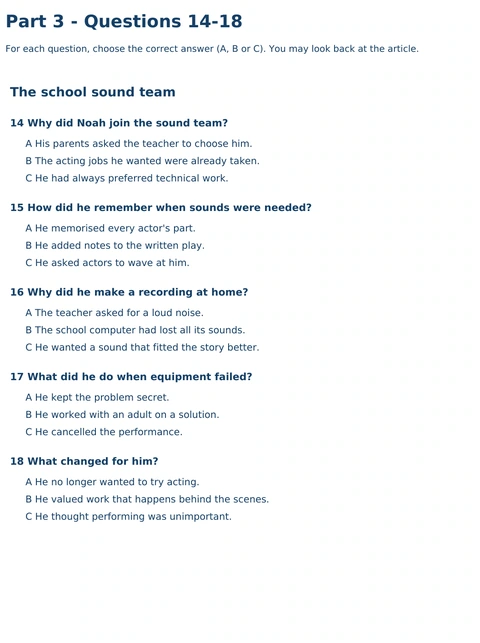 Part 3 - Questions 14-18
For each question, choose the correct answer (A, B or C). You may look back at the article.
The school sound team
14 Why did Noah join the sound team?
A His parents asked the teacher to choose him.
B The acting jobs he wanted were already taken.
C He had always preferred technical work.
15 How did he remember when sounds were needed?
A He memorised every actor's part.
B He added notes to the written play.
C He asked actors to wave at him.
16 Why did he make a recording at home?
A The teacher asked for a loud noise.
B The school computer had lost all its sounds.
C He wanted a sound that fitted the story better.
17 What did he do when equipment failed?
A He kept the problem secret.
B He worked with an adult on a solution.
C He cancelled the performance.
18 What changed for him?
A He no longer wanted to try acting.
B He valued work that happens behind the scenes.
C He thought performing was unimportant.